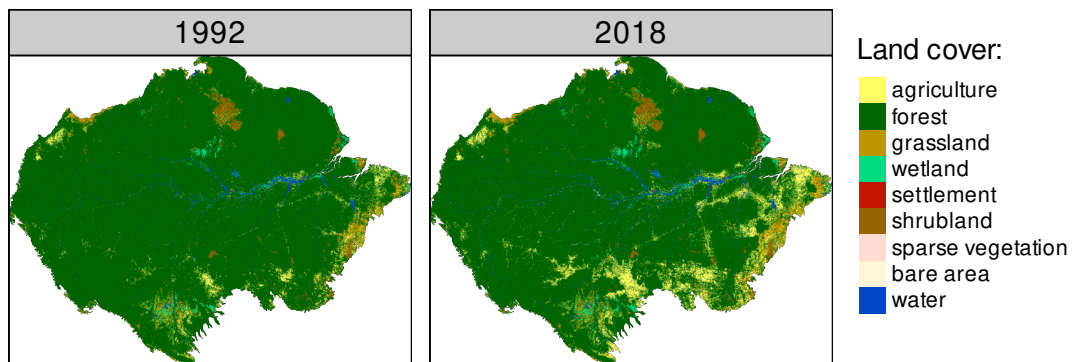 1992
2018
Land cover:
agriculture
forest
grassland
wetland
settlement
shrubland
sparse vegetation
bare area
water